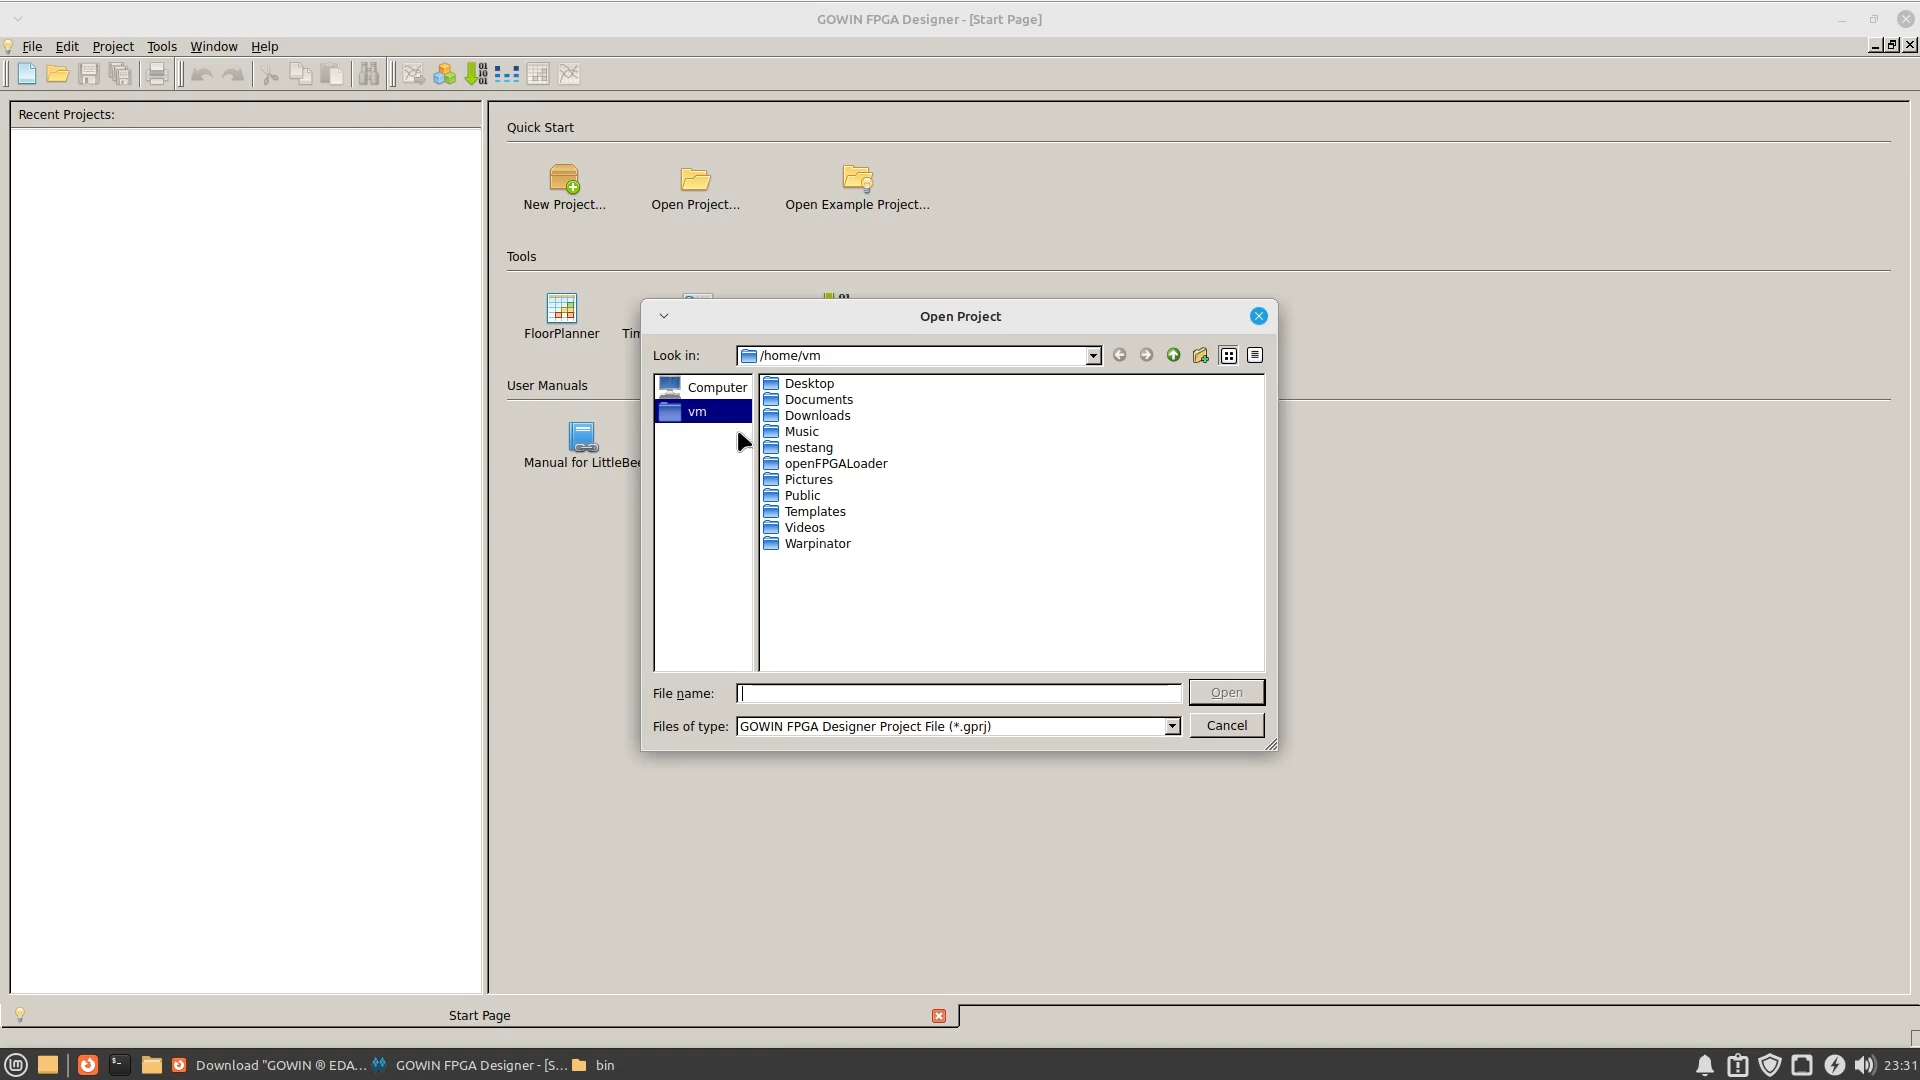 GOWIN FPGA Designer - [Start Page]
File Edit Project Tools Window Help
Recent Projects:
Quick Start
New Project... Open Project... Open Example Project...
Tools
FloorPlanner
User Manuals
Manual for LittleBee
Open Project
Look in: /home/vm
Computer
vm
Desktop
Documents
Downloads
Music
nestang
openFPGALoader
Pictures
Public
Templates
Videos
Warpinator
File name: Open
Files of type: GOWIN FPGA Designer Project File (*.gprj) Cancel
Start Page
Download "GOWIN ® EDA... GOWIN FPGA Designer - [S... bin 23:31